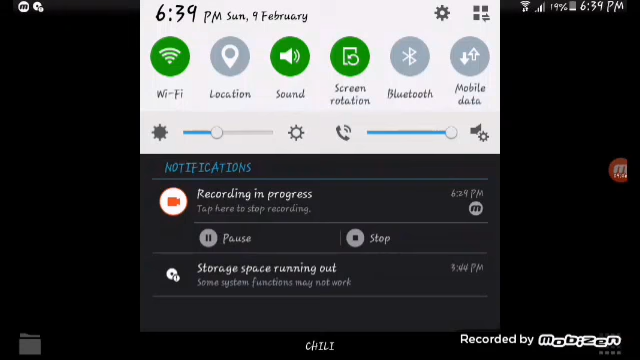 19% 6:39 PM
6:39 PM Sun, 9 February
Wi-Fi
Location
Sound
Screen rotation
Bluetooth
Mobile data
NOTIFICATIONS
Recording in progress
6:29 PM
Tap here to stop recording.
Pause
Stop
Storage space running out
3:44 PM
Some system functions may not work
CHILI
Recorded by mobizen